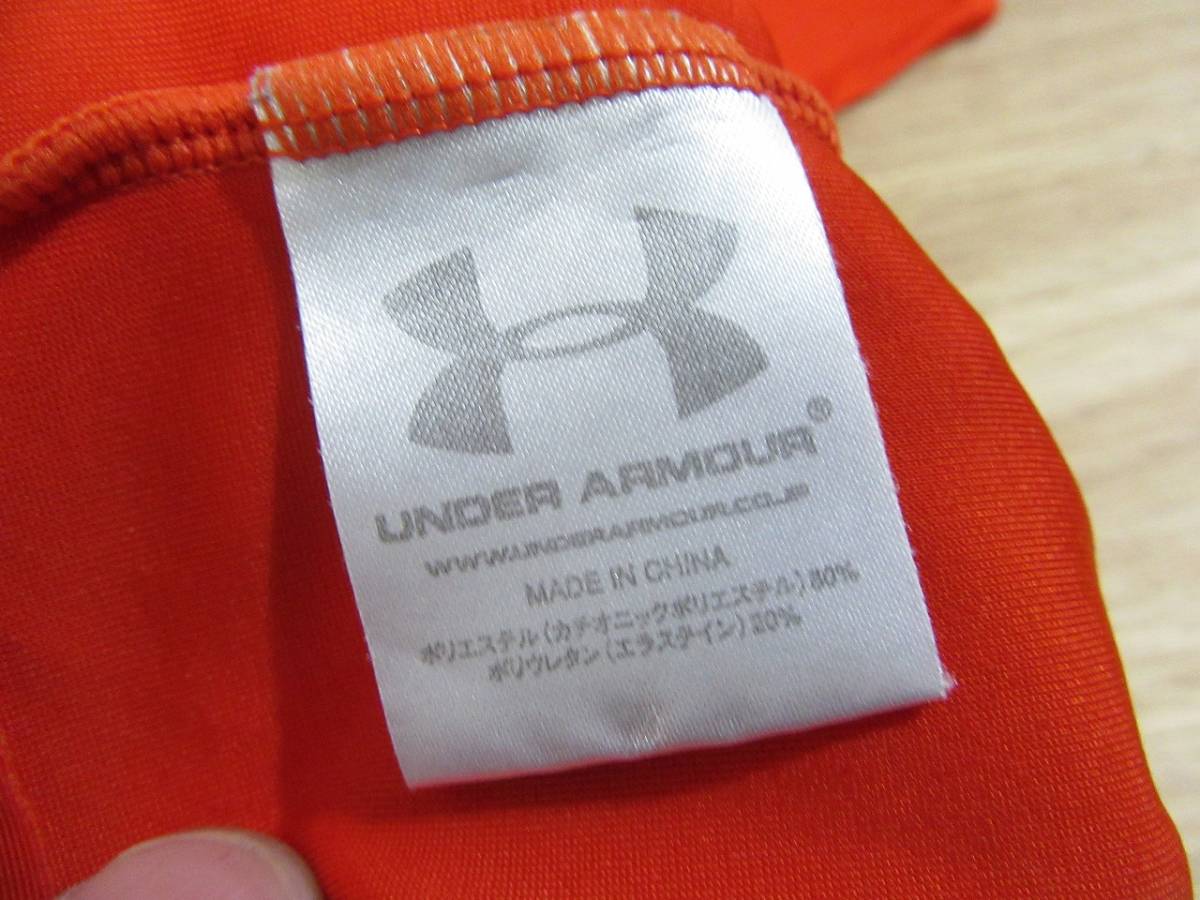 UNDER ARMOUR®
WWW.UNDERARMOUR.CO.JP
MADE IN CHINA
ポリエステル(カチオニックポリエステル)80%
ポリウレタン(エラステイン)20%